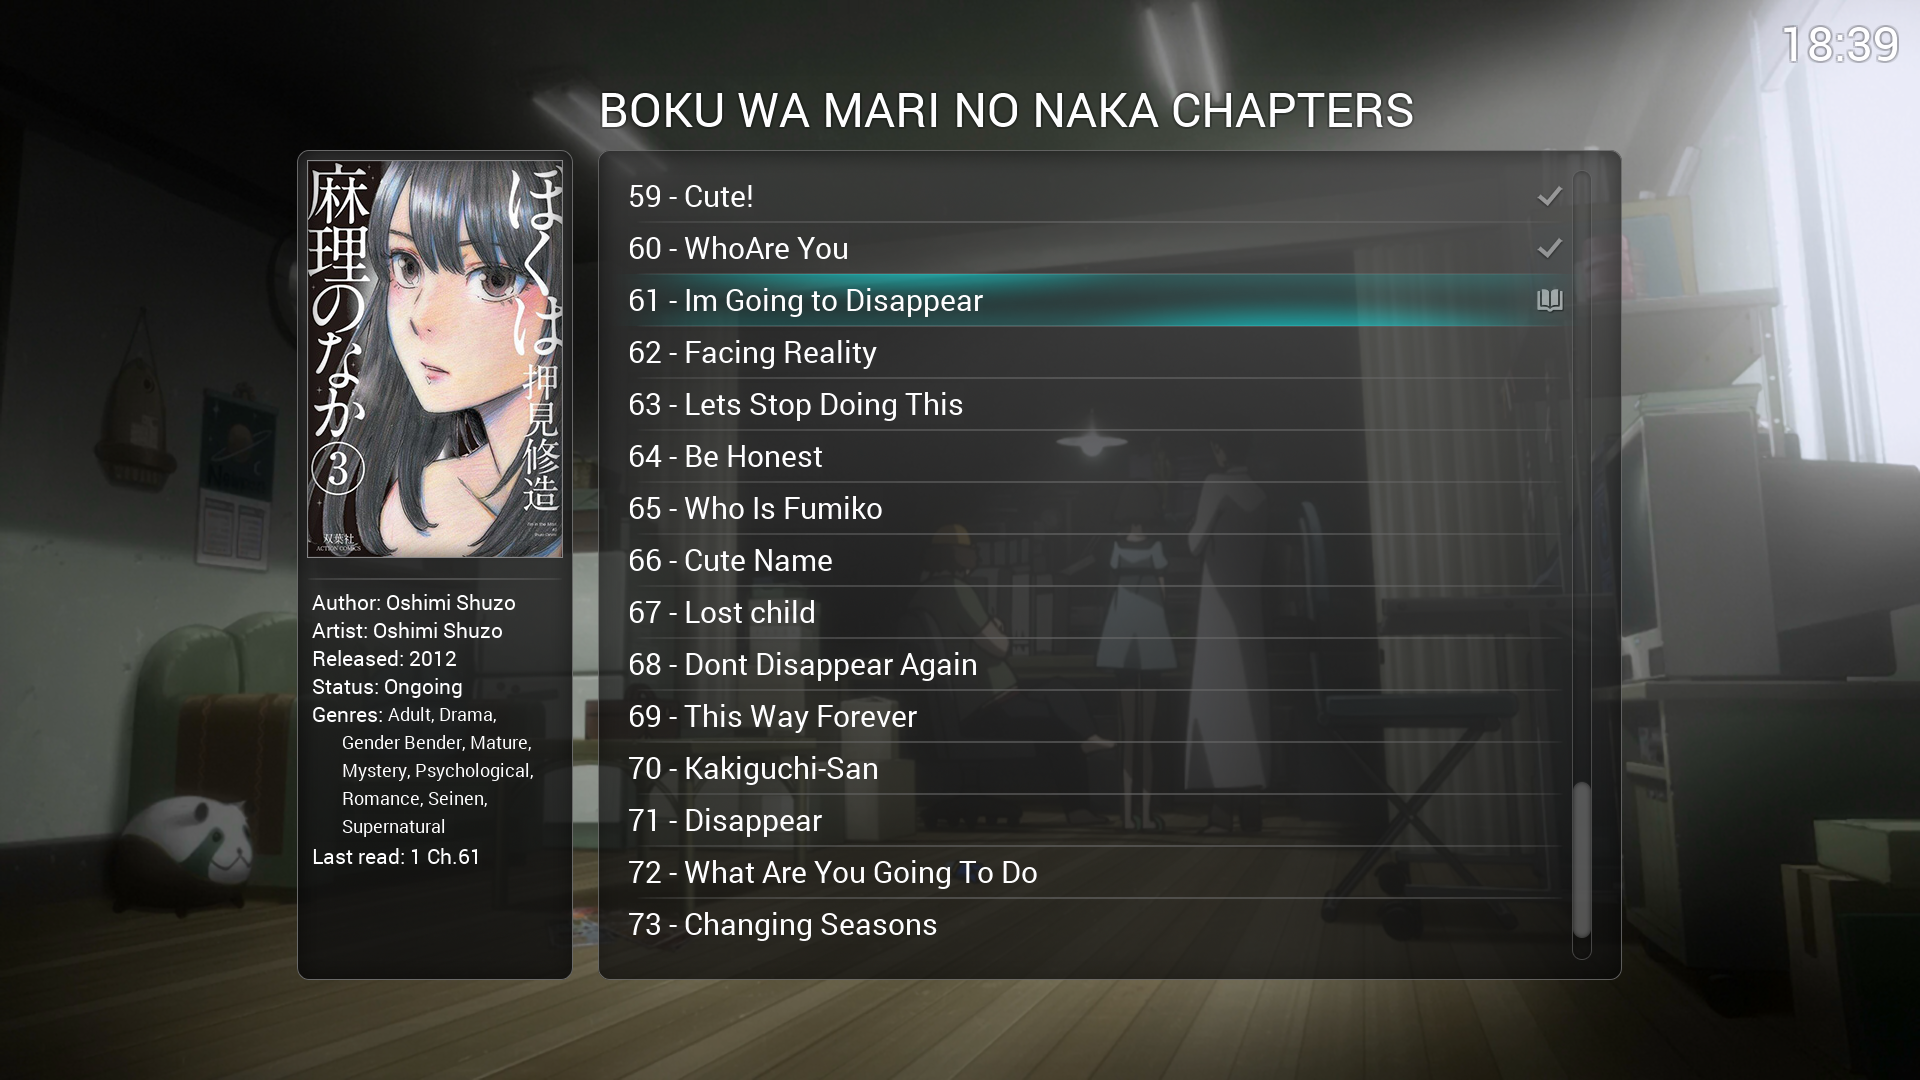 18:39
BOKU WA MARI NO NAKA CHAPTERS
ぼくは
麻理のなか
3
押見修造
双葉社
ACTION COMICS
Author: Oshimi Shuzo
Artist: Oshimi Shuzo
Released: 2012
Status: Ongoing
Genres: Adult, Drama,
Gender Bender, Mature,
Mystery, Psychological,
Romance, Seinen,
Supernatural
Last read: 1 Ch.61
59 - Cute!
60 - WhoAre You
61 - Im Going to Disappear
62 - Facing Reality
63 - Lets Stop Doing This
64 - Be Honest
65 - Who Is Fumiko
66 - Cute Name
67 - Lost child
68 - Dont Disappear Again
69 - This Way Forever
70 - Kakiguchi-San
71 - Disappear
72 - What Are You Going To Do
73 - Changing Seasons